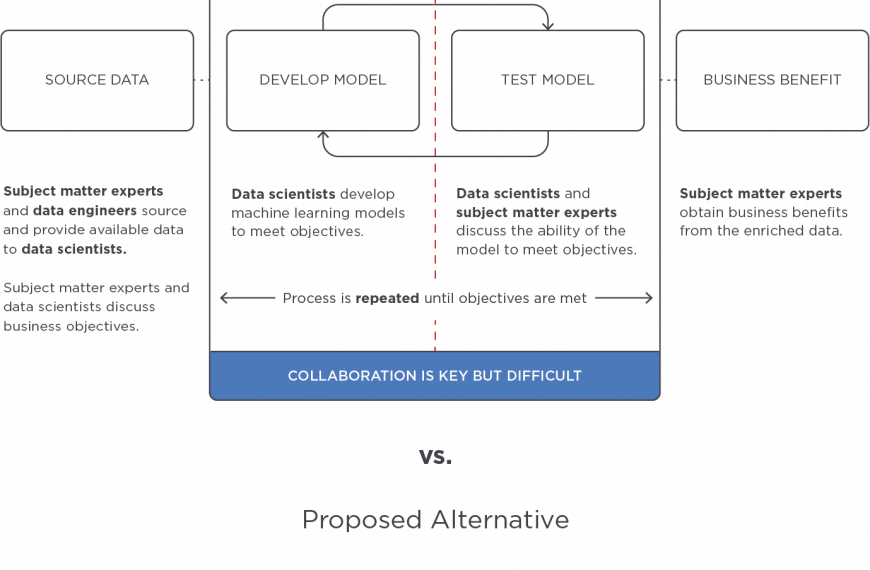 SOURCE DATA
DEVELOP MODEL
TEST MODEL
BUSINESS BENEFIT
Subject matter experts
and data engineers source
and provide available data
to data scientists.
Subject matter experts and
data scientists discuss
business objectives.
Data scientists develop
machine learning models
to meet objectives.
Data scientists and
subject matter experts
discuss the ability of the
model to meet objectives.
Subject matter experts
obtain business benefits
from the enriched data.
Process is repeated until objectives are met
COLLABORATION IS KEY BUT DIFFICULT
vs.
Proposed Alternative